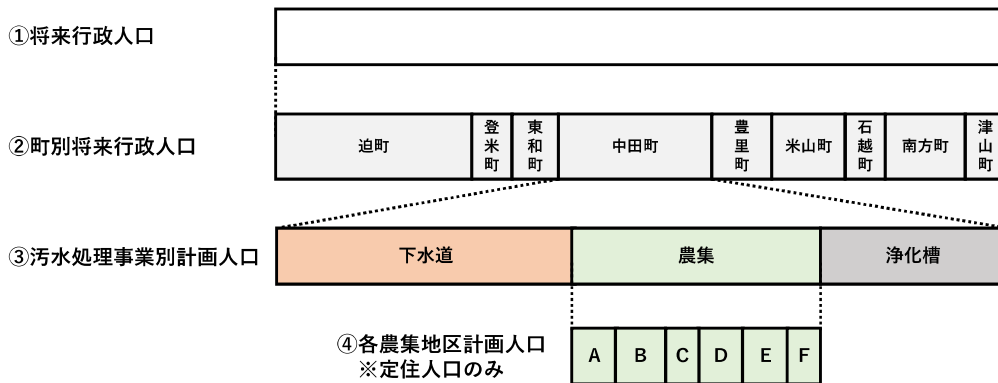 ①将来行政人口
②町別将来行政人口
迫町
登米町
東和町
中田町
豊里町
米山町
石越町
南方町
津山町
③汚水処理事業別計画人口
下水道
農集
浄化槽
④各農集地区計画人口
※定住人口のみ
A
B
C
D
E
F